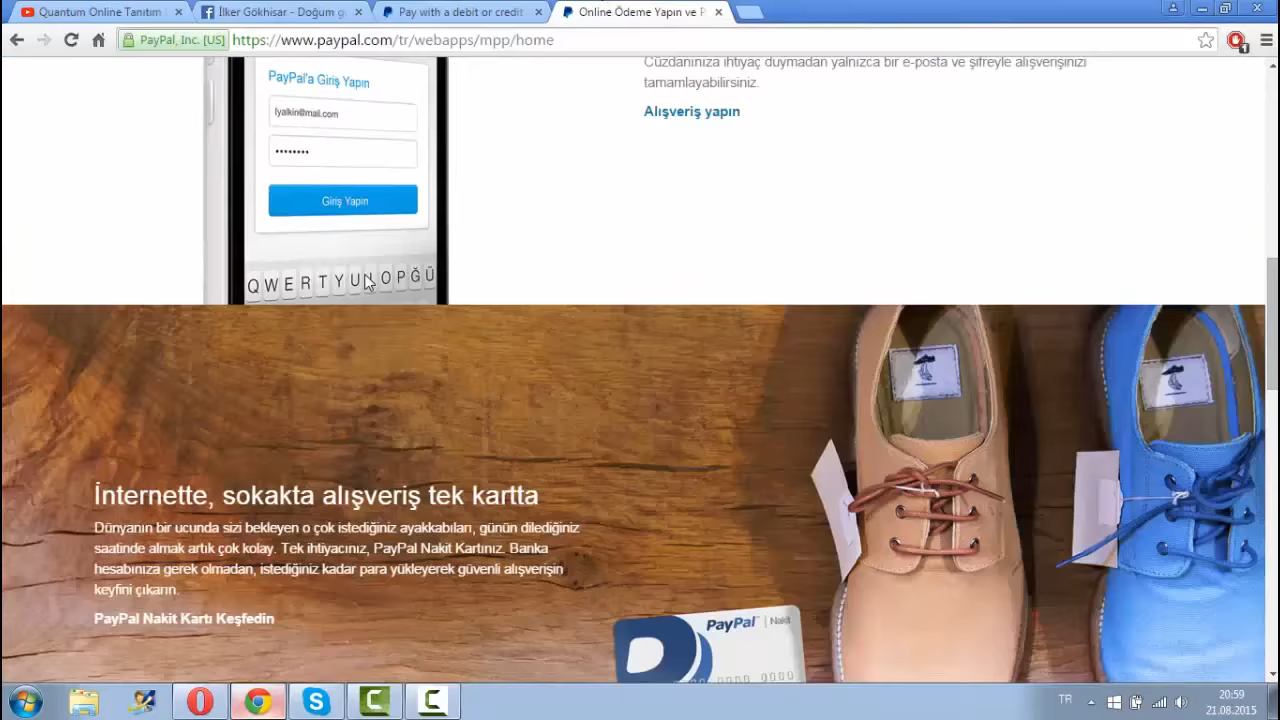 Quantum Online Tanıtım
İlker Gökhisar - Doğum g
Pay with a debit or credit
Online Ödeme Yapın ve P
PayPal, Inc. [US]
https://www.paypal.com/tr/webapps/mpp/home
1
Cüzdanınıza ihtiyaç duymadan yalnızca bir e-posta ve şifreyle alışverişinizi
tamamlayabilirsiniz.
Alışveriş yapın
PayPal'a Giriş Yapın
lyalkin@mail.com
••••••••
Giriş Yapın
Q W E R T Y U I O P Ğ Ü
İnternette, sokakta alışveriş tek kartta
Dünyanın bir ucunda sizi bekleyen o çok istediğiniz ayakkabıları, günün dilediğiniz
saatinde almak artık çok kolay. Tek ihtiyacınız, PayPal Nakit Kartınız. Banka
hesabınıza gerek olmadan, istediğiniz kadar para yükleyerek güvenli alışverişin
keyfini çıkarın.
PayPal Nakit Kartı Keşfedin
PayPal™ | Nakit
TR
20:59
21.08.2015